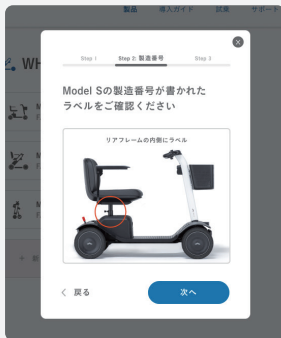 製品 導入ガイド 試乗 サポート
WH
Step 1 Step 2: 製造番号 Step 3
Model Sの製造番号が書かれた
ラベルをご確認ください
リアフレームの内側にラベル
M
M
M
戻る 次へ